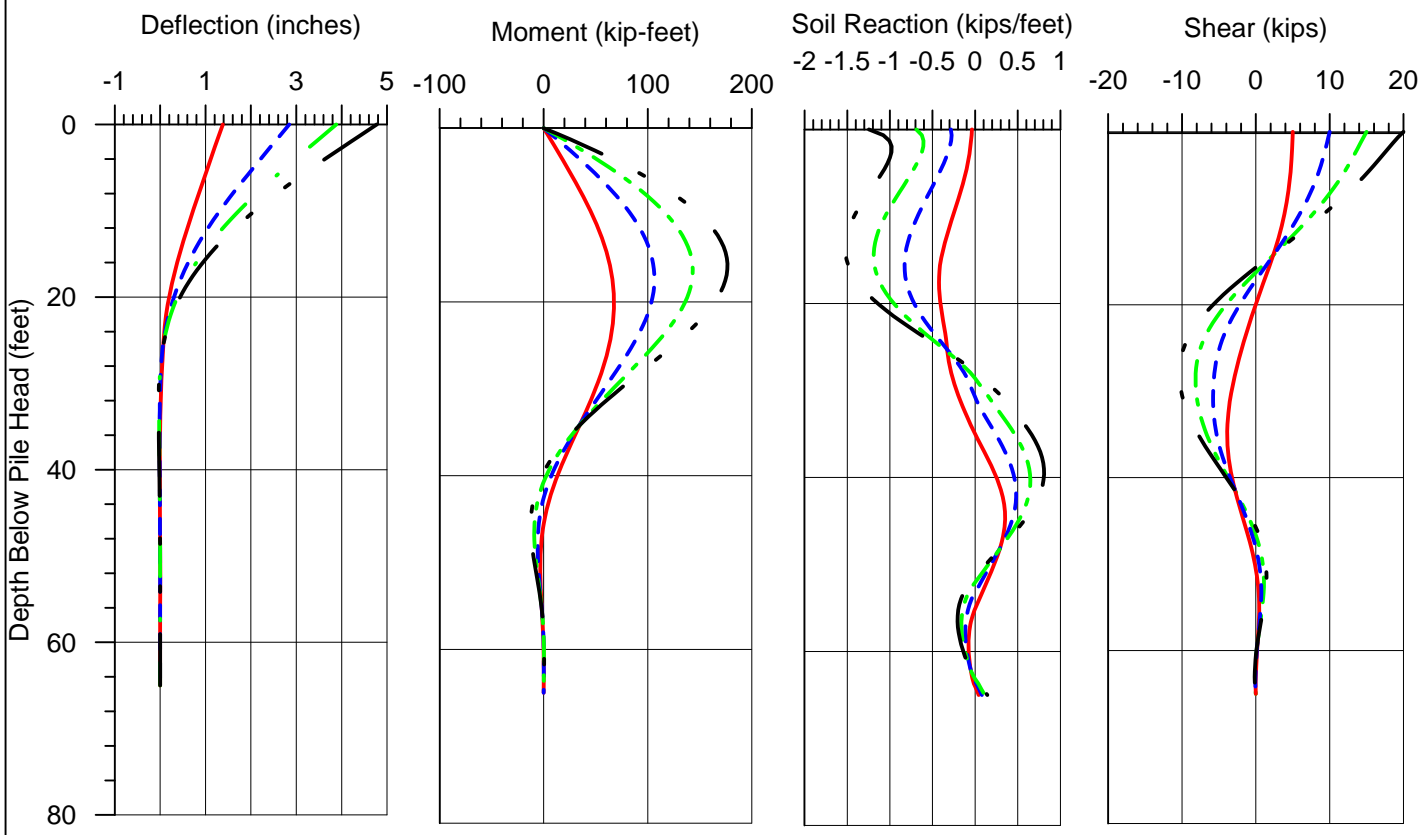 Deflection (inches)
-1 1 3 5
Moment (kip-feet)
-100 0 100 200
Soil Reaction (kips/feet)
-2 -1.5 -1 -0.5 0 0.5 1
Shear (kips)
-20 -10 0 10 20
Depth Below Pile Head (feet)
0
20
40
60
80